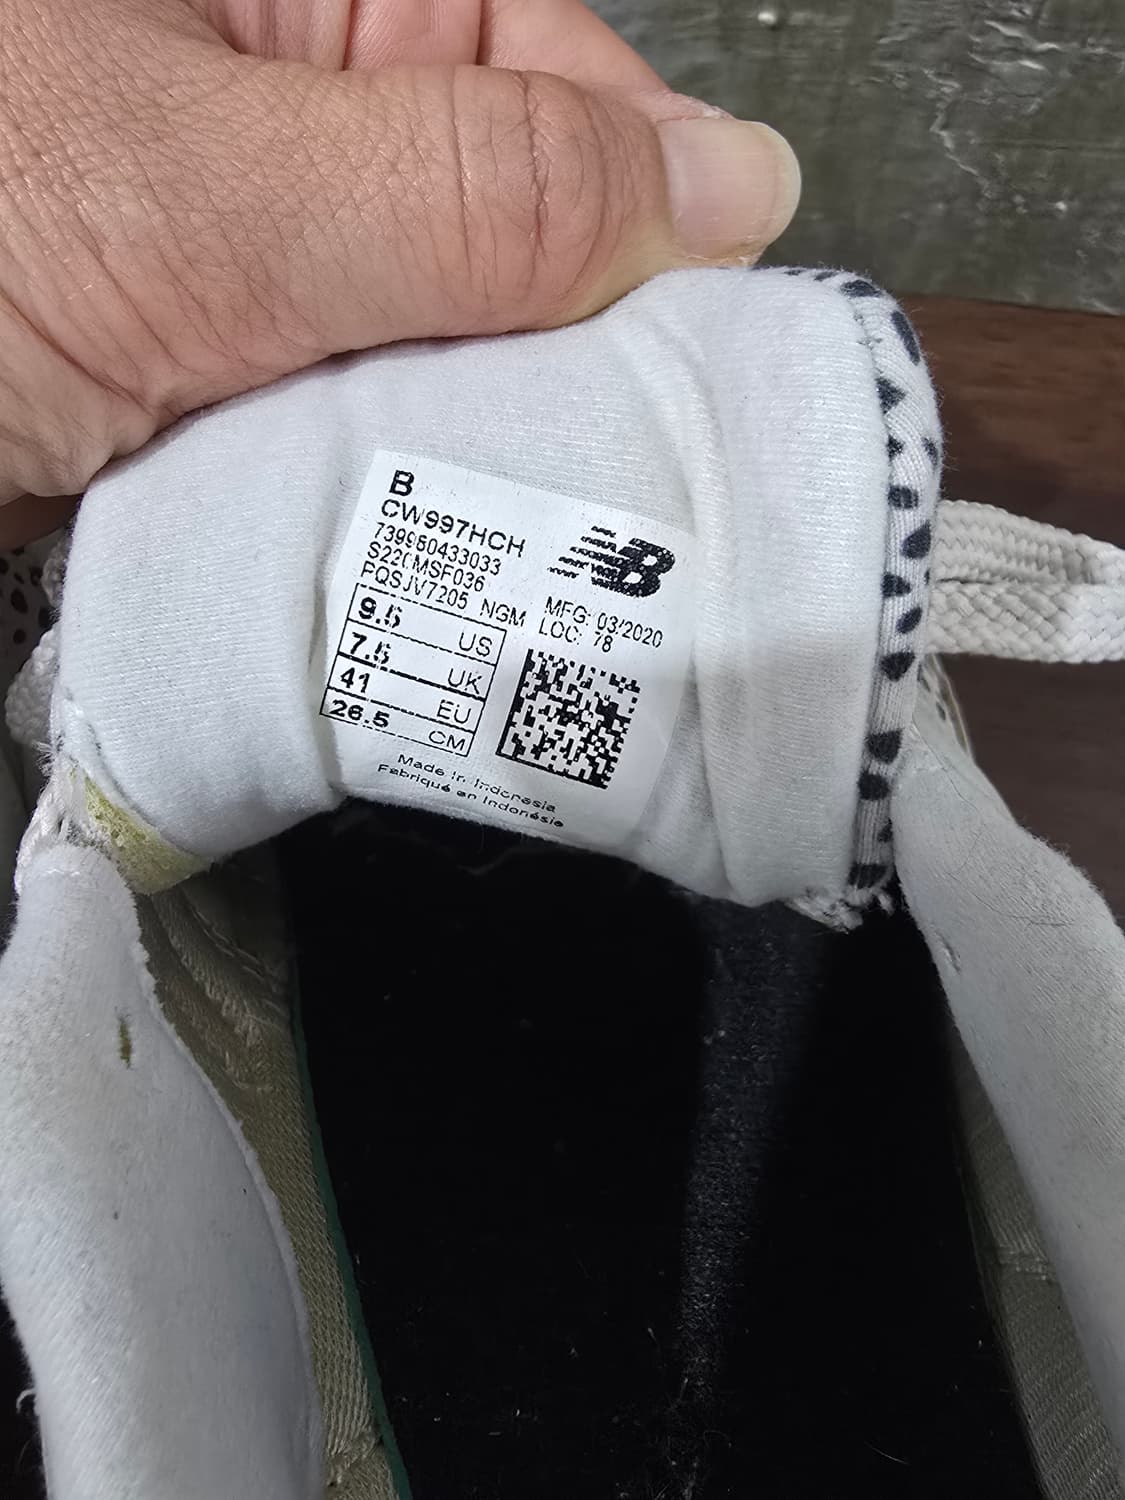 B
CW997HCH
739980433033
S220MSF036
PQSJV7205 NGM
NB
MFG: 03/2020
LOC: 78
9.5 US
7.5 UK
41 EU
26.5 CM
Made in Indonesia
Fabriqué en Indonésie